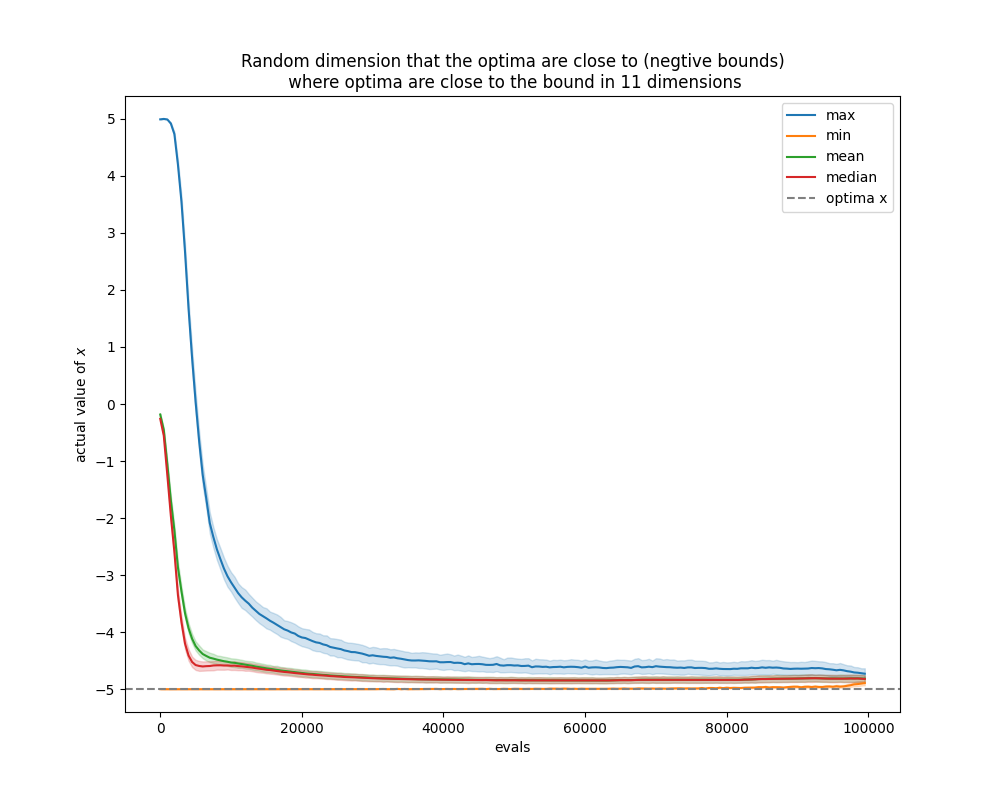 Random dimension that the optima are close to (negtive bounds)
where optima are close to the bound in 11 dimensions
max
min
mean
median
optima x
actual value of x
5
4
3
2
1
0
−1
−2
−3
−4
−5
0
20000
40000
60000
80000
100000
evals